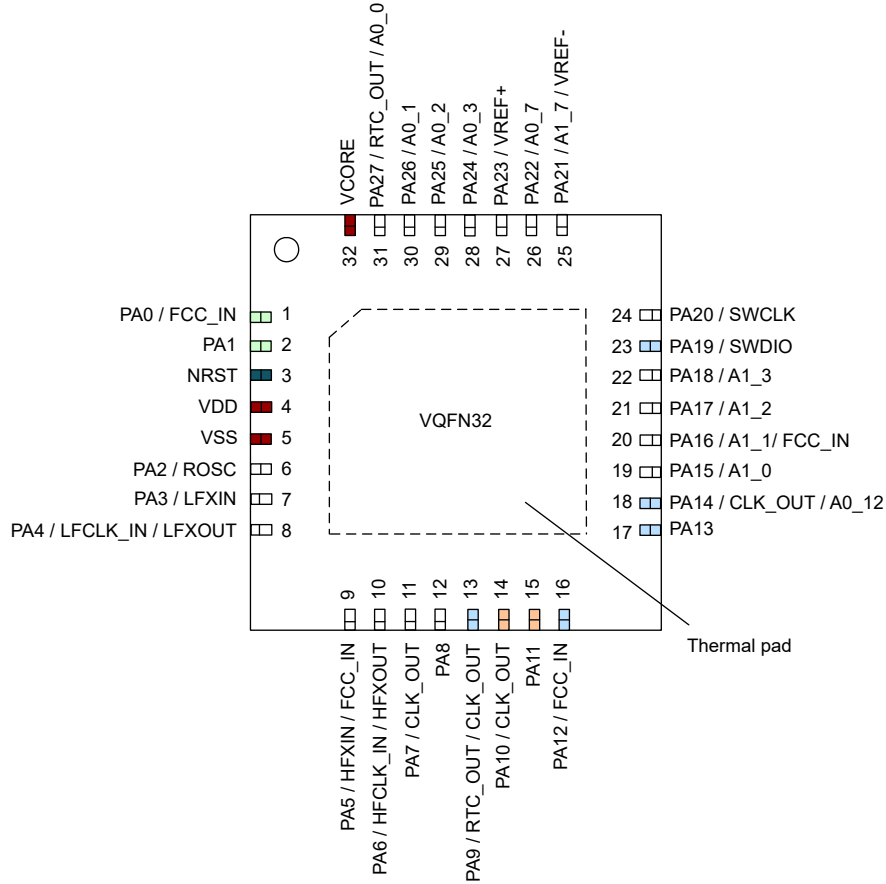 VCORE
PA27 / RTC_OUT / A0_0
PA26 / A0_1
PA25 / A0_2
PA24 / A0_3
PA23 / VREF+
PA22 / A0_7
PA21 / A1_7 / VREF-
32
31
30
29
28
27
26
25
PA0 / FCC_IN 1
PA1 2
NRST 3
VDD 4
VSS 5
PA2 / ROSC 6
PA3 / LFXIN 7
PA4 / LFCLK_IN / LFXOUT 8
VQFN32
24 PA20 / SWCLK
23 PA19 / SWDIO
22 PA18 / A1_3
21 PA17 / A1_2
20 PA16 / A1_1/ FCC_IN
19 PA15 / A1_0
18 PA14 / CLK_OUT / A0_12
17 PA13
9
10
11
12
13
14
15
16
PA5 / HFXIN / FCC_IN
PA6 / HFCLK_IN / HFXOUT
PA7 / CLK_OUT
PA8
PA9 / RTC_OUT / CLK_OUT
PA10 / CLK_OUT
PA11
PA12 / FCC_IN
Thermal pad